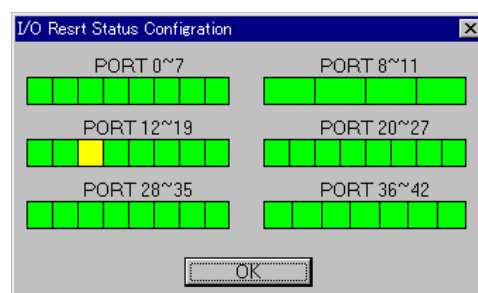 I/O Resrt Status Configration
PORT 0~7
PORT 8~11
PORT 12~19
PORT 20~27
PORT 28~35
PORT 36~42
OK